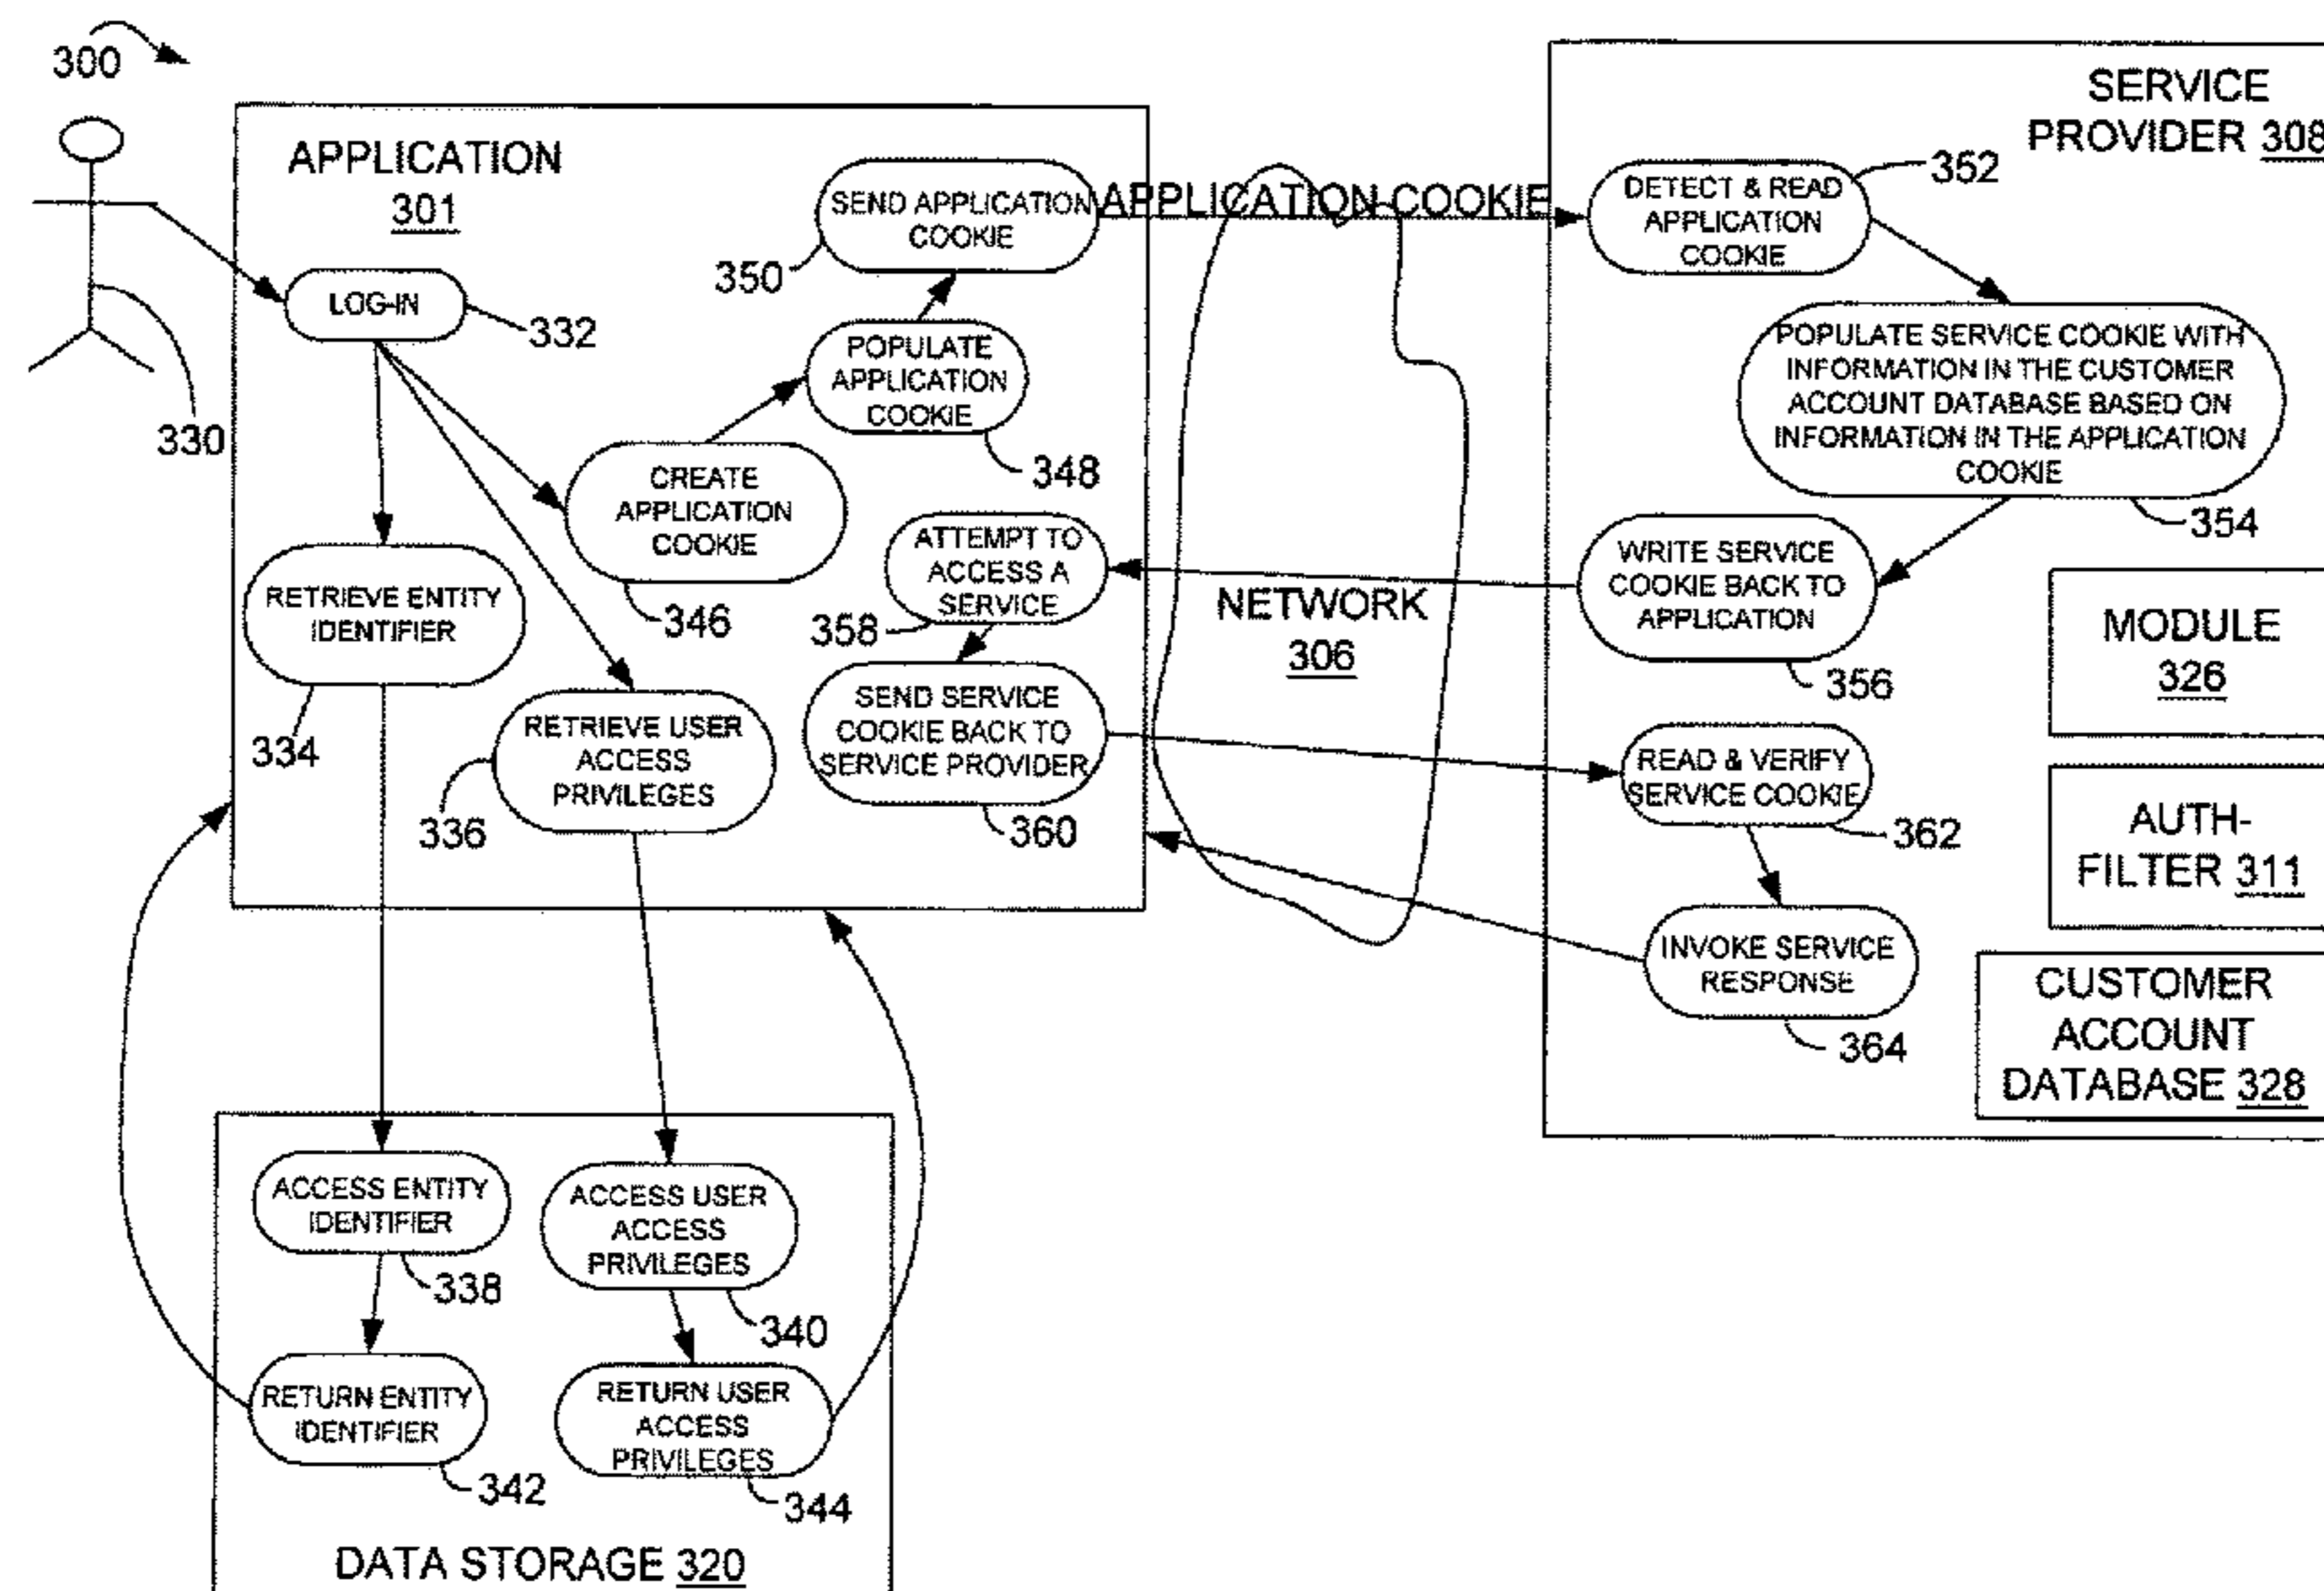 300
APPLICATION
301
SEND APPLICATION
COOKIE
350
APPLICATION COOKIE
LOG-IN
332
330
POPULATE
APPLICATION
COOKIE
348
CREATE
APPLICATION
COOKIE
346
RETRIEVE ENTITY
IDENTIFIER
334
RETRIEVE USER
ACCESS
PRIVILEGES
336
ATTEMPT TO
ACCESS A
SERVICE
358
SEND SERVICE
COOKIE BACK TO
SERVICE PROVIDER
360
NETWORK
306
SERVICE
PROVIDER 308
DETECT & READ
APPLICATION
COOKIE
352
POPULATE SERVICE COOKIE WITH
INFORMATION IN THE CUSTOMER
ACCOUNT DATABASE BASED ON
INFORMATION IN THE APPLICATION
COOKIE
354
WRITE SERVICE
COOKIE BACK TO
APPLICATION
356
MODULE
326
READ & VERIFY
SERVICE COOKIE
362
AUTH-
FILTER 311
INVOKE SERVICE
RESPONSE
364
CUSTOMER
ACCOUNT
DATABASE 328
ACCESS ENTITY
IDENTIFIER
338
ACCESS USER
ACCESS
PRIVILEGES
340
RETURN ENTITY
IDENTIFIER
342
RETURN USER
ACCESS
PRIVILEGES
344
DATA STORAGE 320